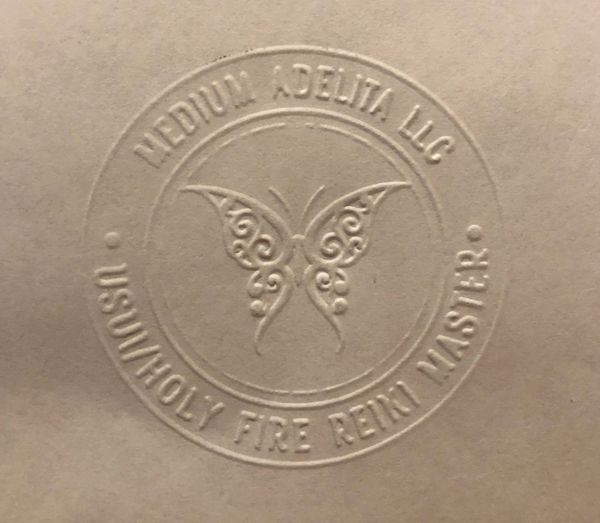 MEDIUM ADELITA LLC
• USUI/HOLY FIRE REIKI MASTER •